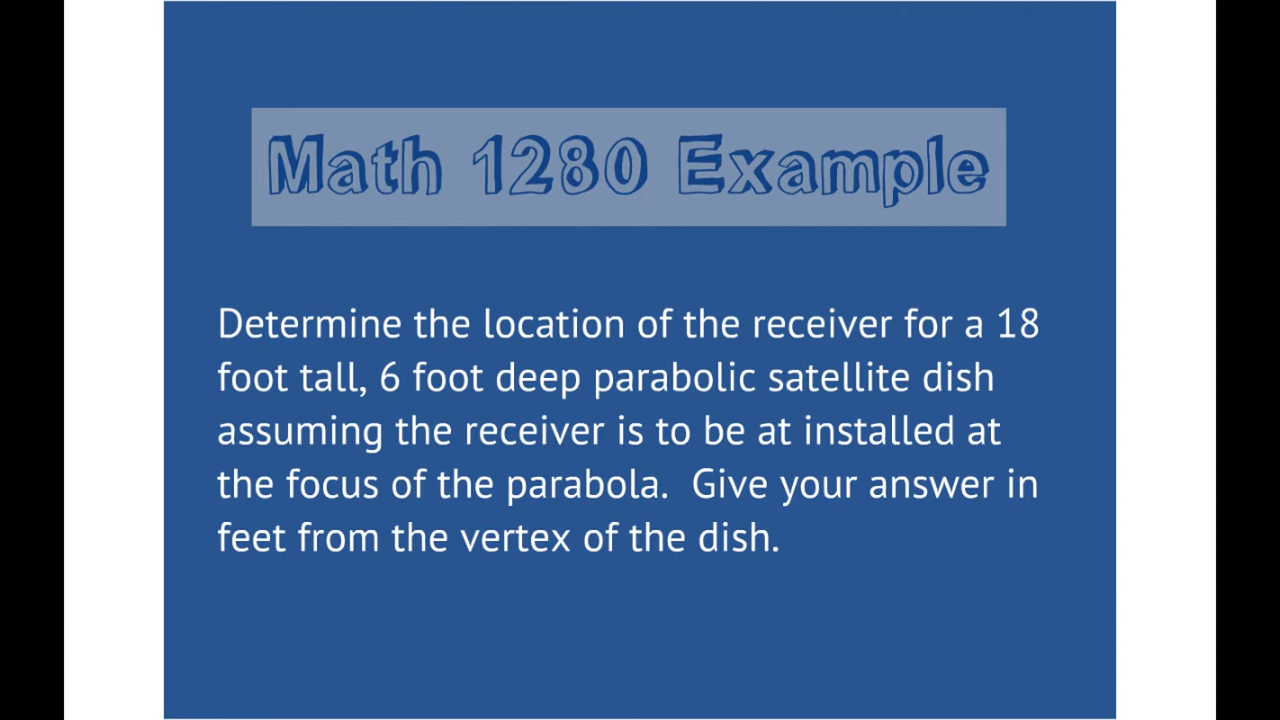 Math 1280 Example
Determine the location of the receiver for a 18
foot tall, 6 foot deep parabolic satellite dish
assuming the receiver is to be at installed at
the focus of the parabola.  Give your answer in
feet from the vertex of the dish.